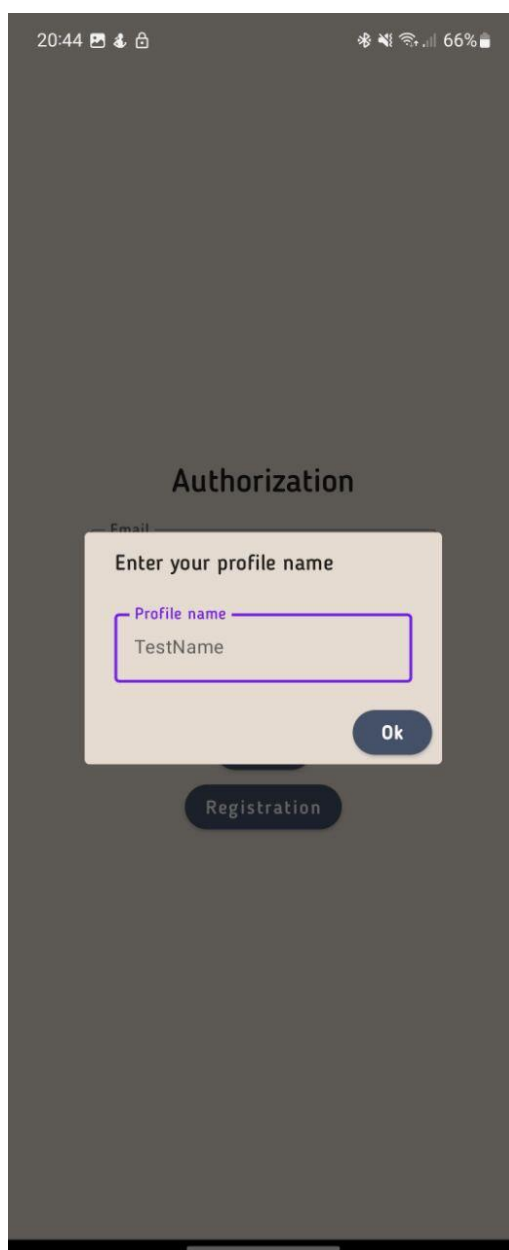 20:44 66%
Authorization
Email
Enter your profile name
Profile name
TestName
Ok
Registration